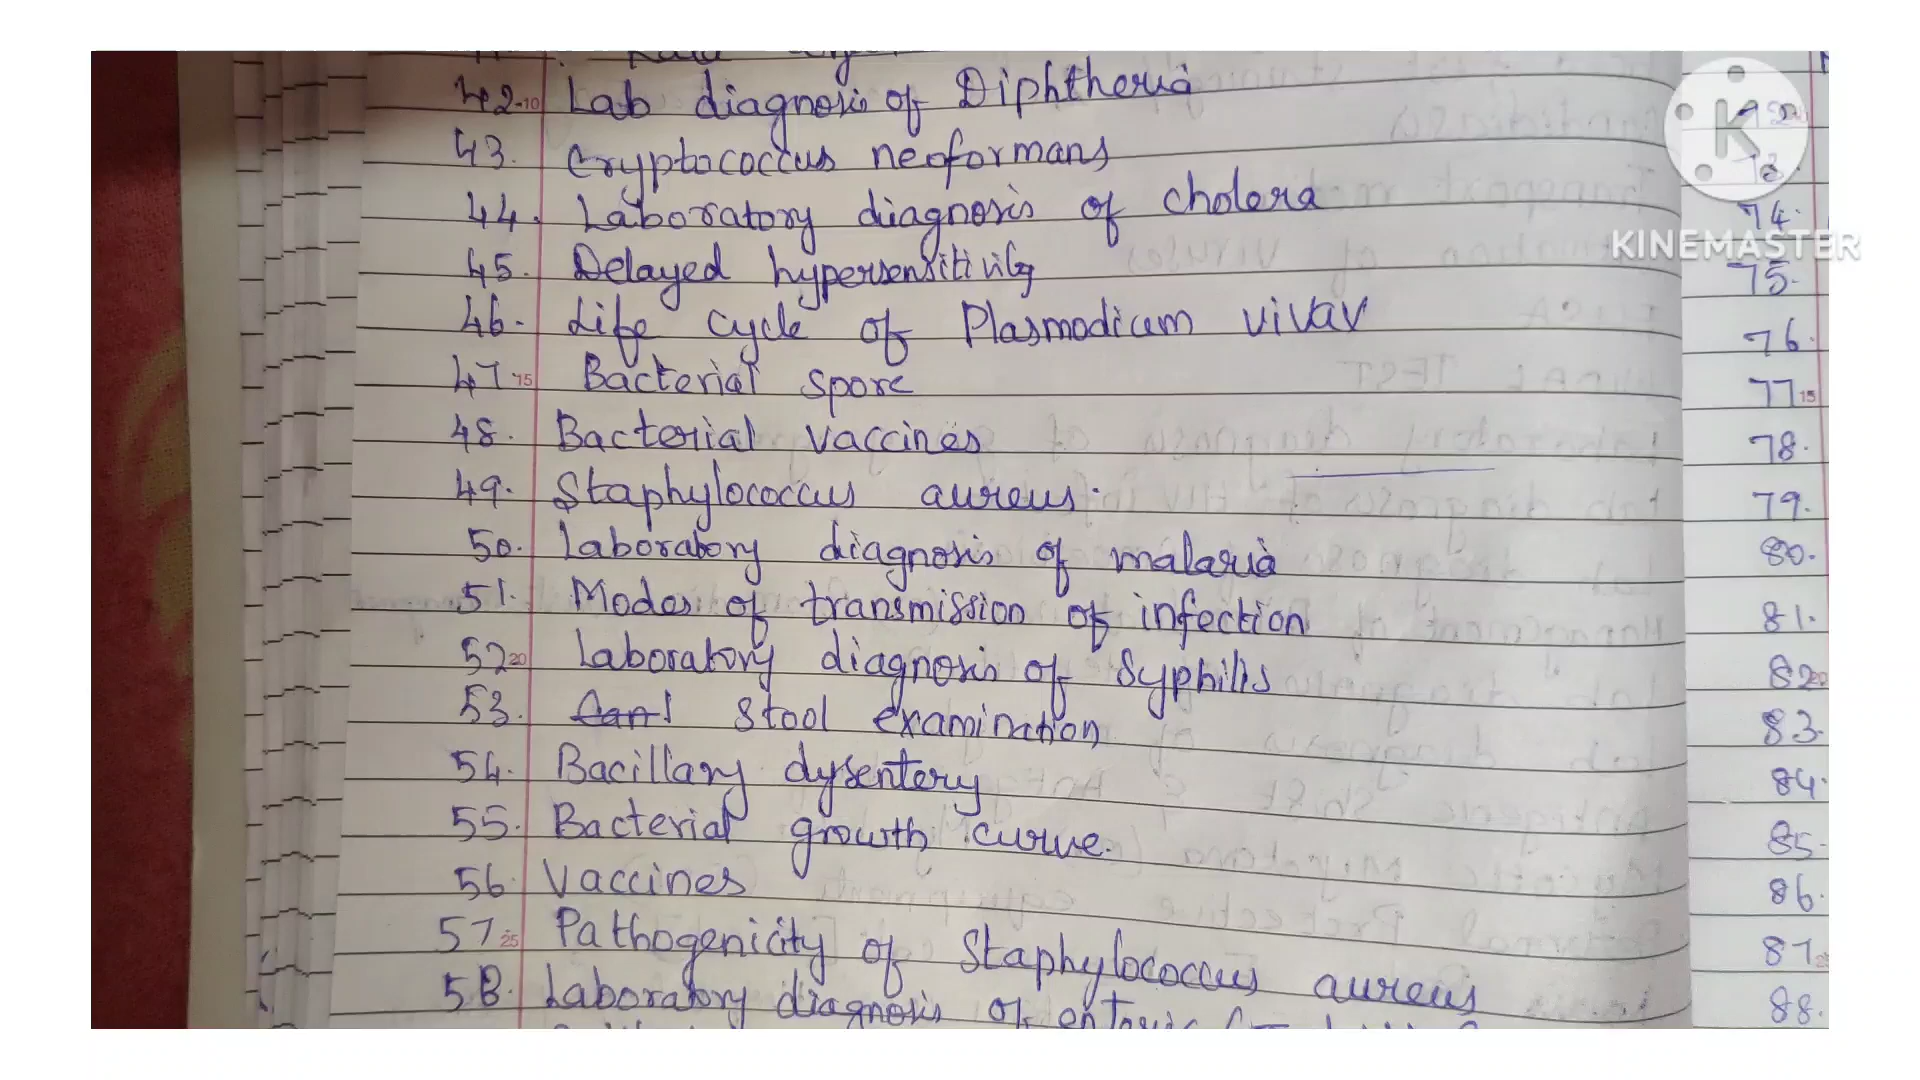 42. Lab diagnosis of Diphtheria
43. Cryptococcus neoformans
44. Laboratory diagnosis of cholera
45. Delayed hypersensitivity
46. Life cycle of Plasmodium vivav
47. Bacterial spore
48. Bacterial vaccines
49. Staphylococcus aureus.
50. Laboratory diagnosis of malaria
51. Modes of transmission of infection
52. Laboratory diagnosis of Syphilis
53. Stool examination
54. Bacillary dysentery
55. Bacterial growth curve.
56. Vaccines
57. Pathogenicity of Staphylococcus aureus
58. Laboratory diagnosis of enteric
KINEMASTER
74.
75.
76.
77.
78.
79.
80.
81.
82.
83.
84.
85.
86.
87.
88.